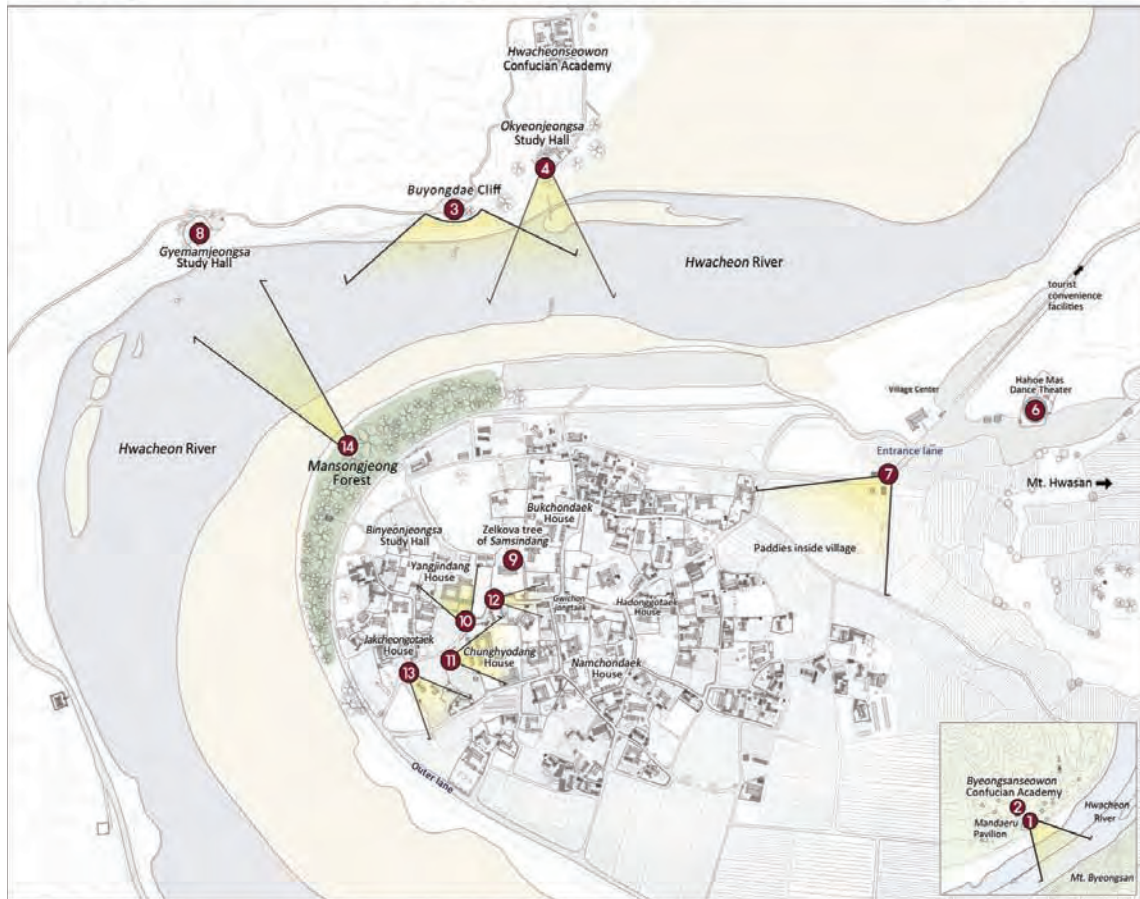 Hwacheonseowon
Confucian Academy
Okyeonjeongsa
Study Hall
4
Buyongdae Cliff
3
8
Gyemamjeongsa
Study Hall
Hwacheon River
tourist
convenience
facilities
Village Center
Hahoe Mas
Dance Theater
6
Hwacheon River
14
Mansongjeong
Forest
Entrance lane
7
Mt. Hwasan
Bukchondaek
House
Binyeonjeongsa
Study Hall
Zelkova tree
of Samsindang
9
Paddies inside village
Yangjindang
House
12
Gwichon
jongtaek
Hadonggotaek
House
10
Jakcheongotaek
House
11
Chunghyodang
House
13
Namchondaek
House
Outer lane
Byeongsanseowon
Confucian Academy
2
1
Mandaeru
Pavilion
Hwacheon
River
Mt. Byeongsan